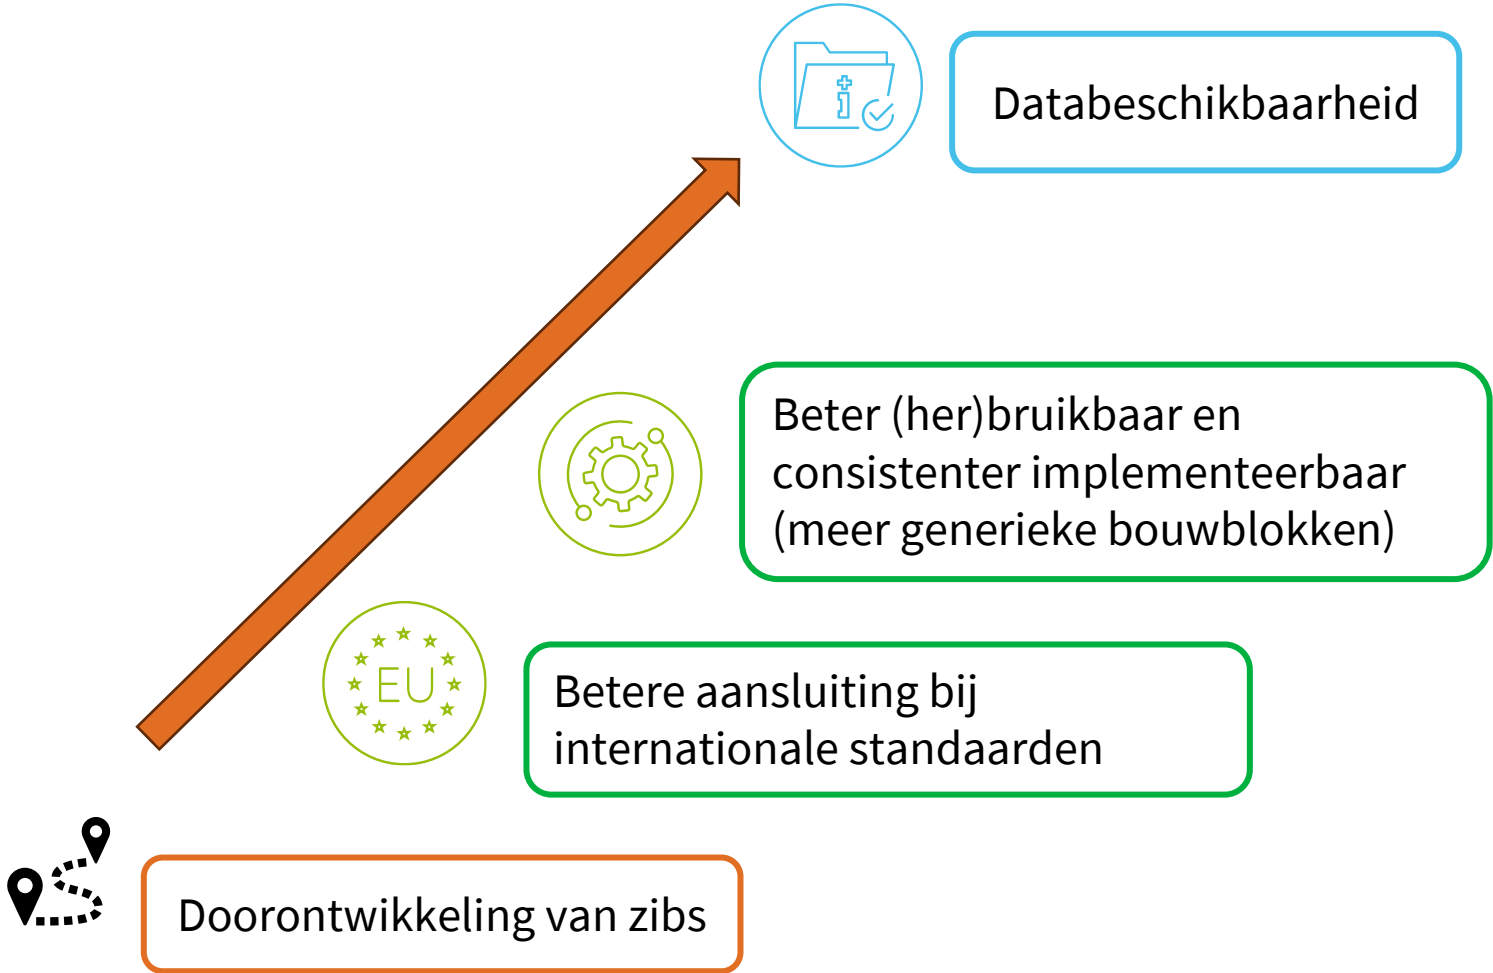 Databeschikbaarheid
Beter (her)bruikbaar en
consistenter implementeerbaar
(meer generieke bouwblokken)
EU
Betere aansluiting bij
internationale standaarden
Doorontwikkeling van zibs